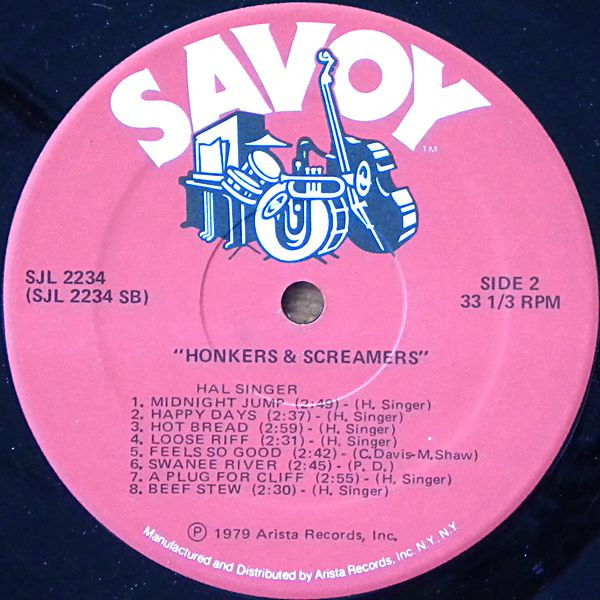 SAVOY
TM
SJL 2234
(SJL 2234 SB)
SIDE 2
33 1/3 RPM
"HONKERS & SCREAMERS"
HAL SINGER
1. MIDNIGHT JUMP (2:49) - (H. Singer)
2. HAPPY DAYS (2:37) - (H. Singer)
3. HOT BREAD (2:59) - (H. Singer)
4. LOOSE RIFF (2:31) - (H. Singer)
5. FEELS SO GOOD (2:42) - (C. Davis-M. Shaw)
6. SWANEE RIVER (2:45) - (P. D.)
7. A PLUG FOR CLIFF (2:55) - (H. Singer)
8. BEEF STEW (2:30) - (H. Singer)
Ⓟ 1979 Arista Records, Inc.
Manufactured and Distributed by Arista Records, Inc. N.Y., N.Y.